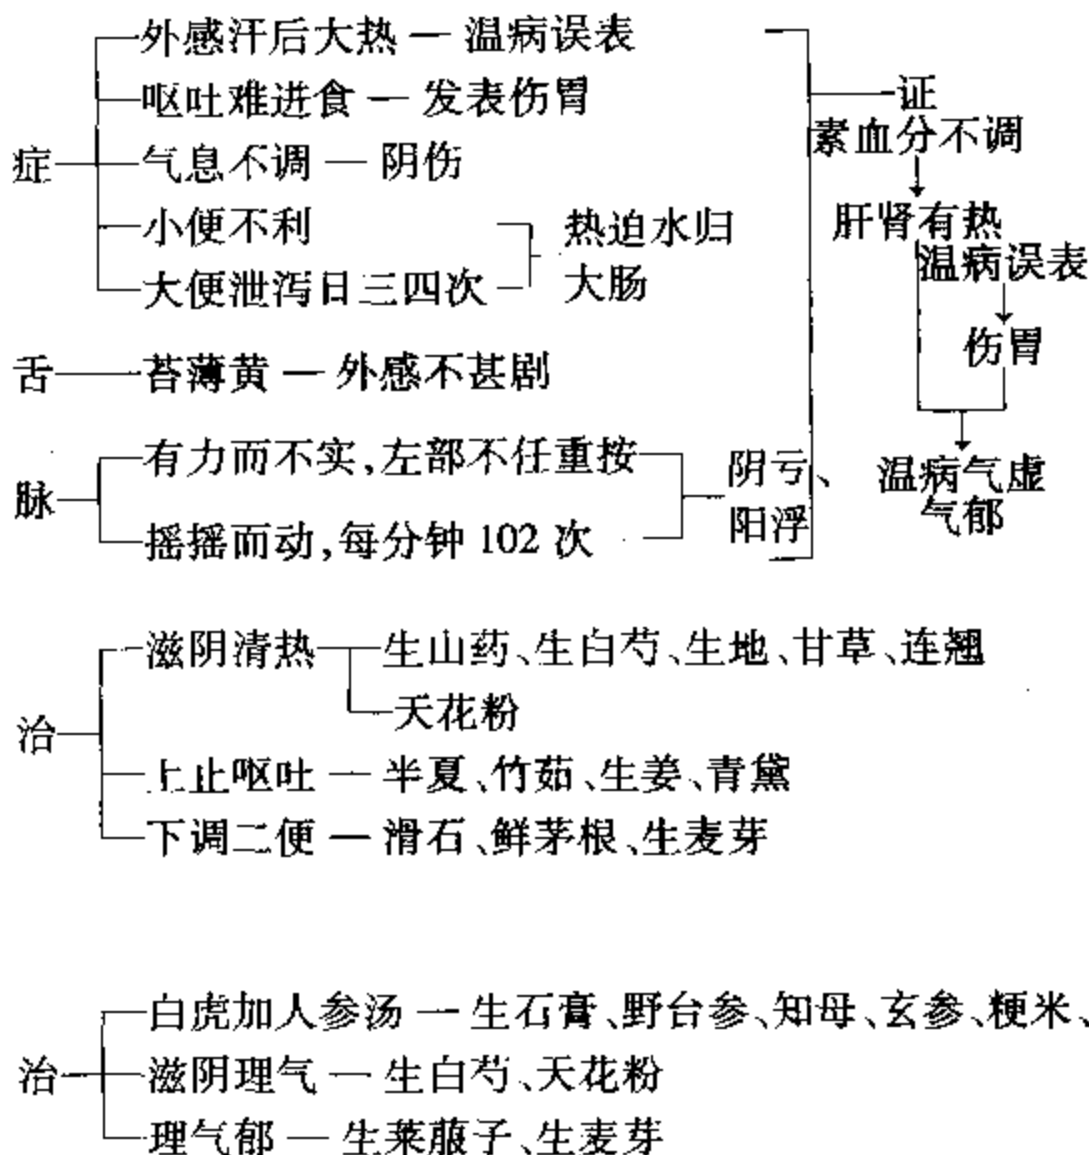 外感汗后大热 — 温病误表
呕吐难进食 — 发表伤胃
症
气息不调 — 阴伤
小便不利
大便泄泻日三四次
热迫水归
大肠
舌 苔薄黄 — 外感不甚剧
脉
有力而不实,左部不任重按
摇摇而动,每分钟 102 次
阴亏、
阳浮
证
素血分不调
肝肾有热
温病误表
伤胃
温病气虚
气郁
治
滋阴清热 生山药、生白芍、生地、甘草、连翘
天花粉
上止呕吐 — 半夏、竹茹、生姜、青黛
下调二便 — 滑石、鲜茅根、生麦芽
治
白虎加人参汤 — 生石膏、野台参、知母、玄参、粳米、
滋阴理气 — 生白芍、天花粉
理气郁 — 生莱菔子、生麦芽